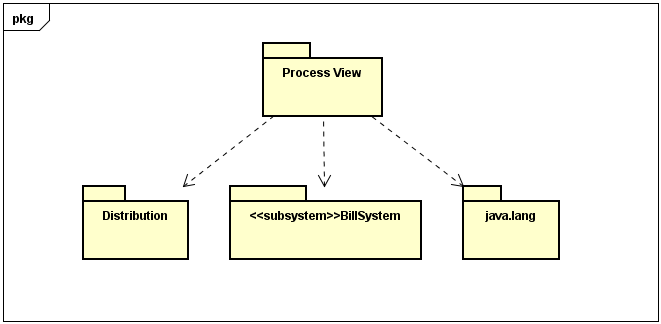 pkg
Process View
Distribution
<<subsystem>>BillSystem
java.lang